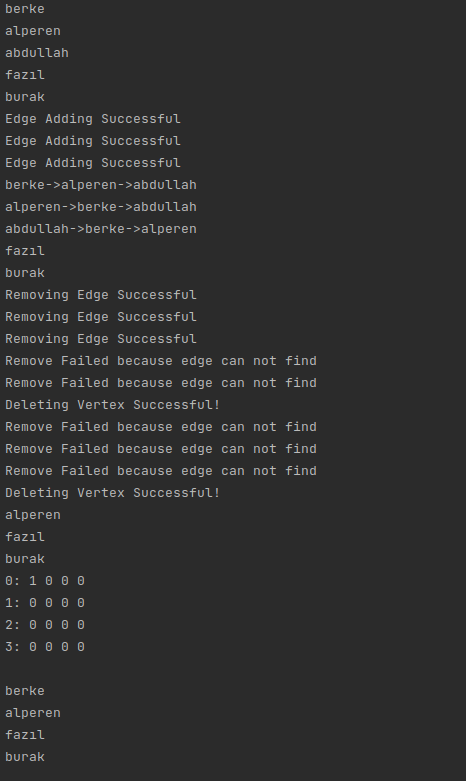 berke
alperen
abdullah
fazıl
burak
Edge Adding Successful
Edge Adding Successful
Edge Adding Successful
berke->alperen->abdullah
alperen->berke->abdullah
abdullah->berke->alperen
fazıl
burak
Removing Edge Successful
Removing Edge Successful
Removing Edge Successful
Remove Failed because edge can not find
Remove Failed because edge can not find
Deleting Vertex Successful!
Remove Failed because edge can not find
Remove Failed because edge can not find
Remove Failed because edge can not find
Deleting Vertex Successful!
alperen
fazıl
burak
0: 1 0 0 0
1: 0 0 0 0
2: 0 0 0 0
3: 0 0 0 0
berke
alperen
fazıl
burak